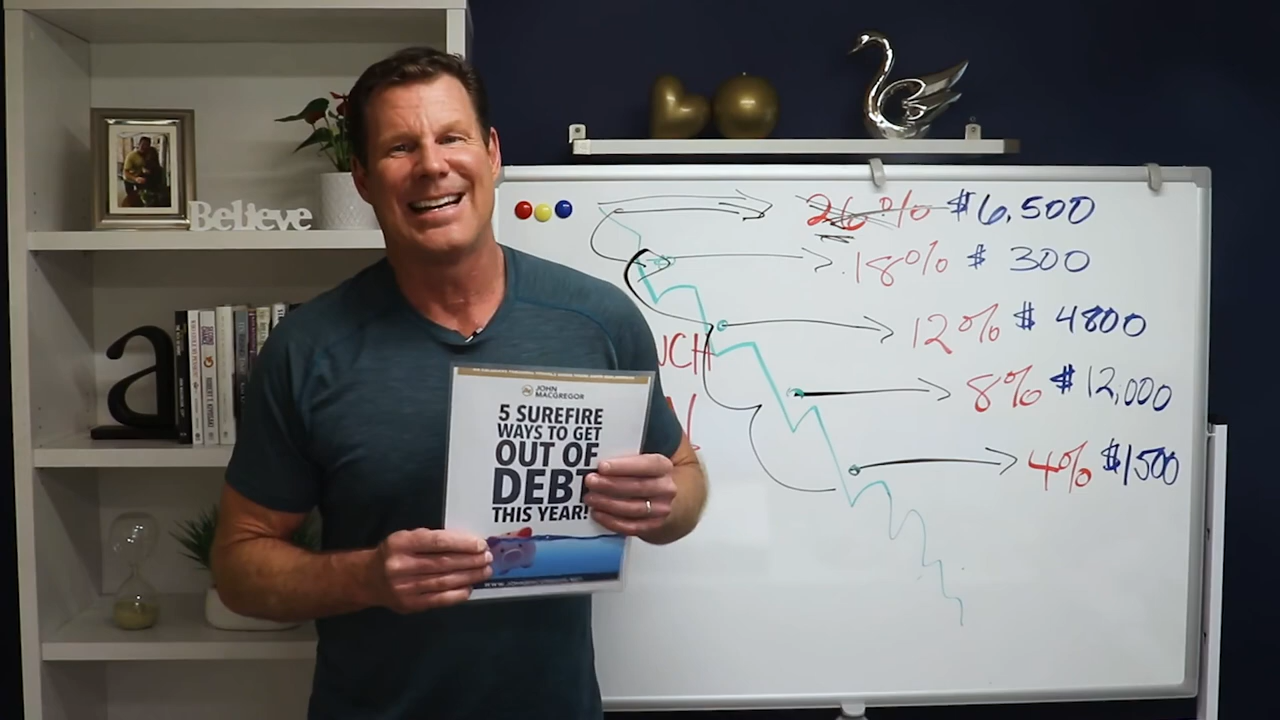 Believe
a
JOHN
MACGREGOR
5 SUREFIRE
WAYS TO GET
OUT OF
DEBT
THIS YEAR!
26% $6,500
18% $ 300
12% $ 4800
8% $12,000
4% $1500